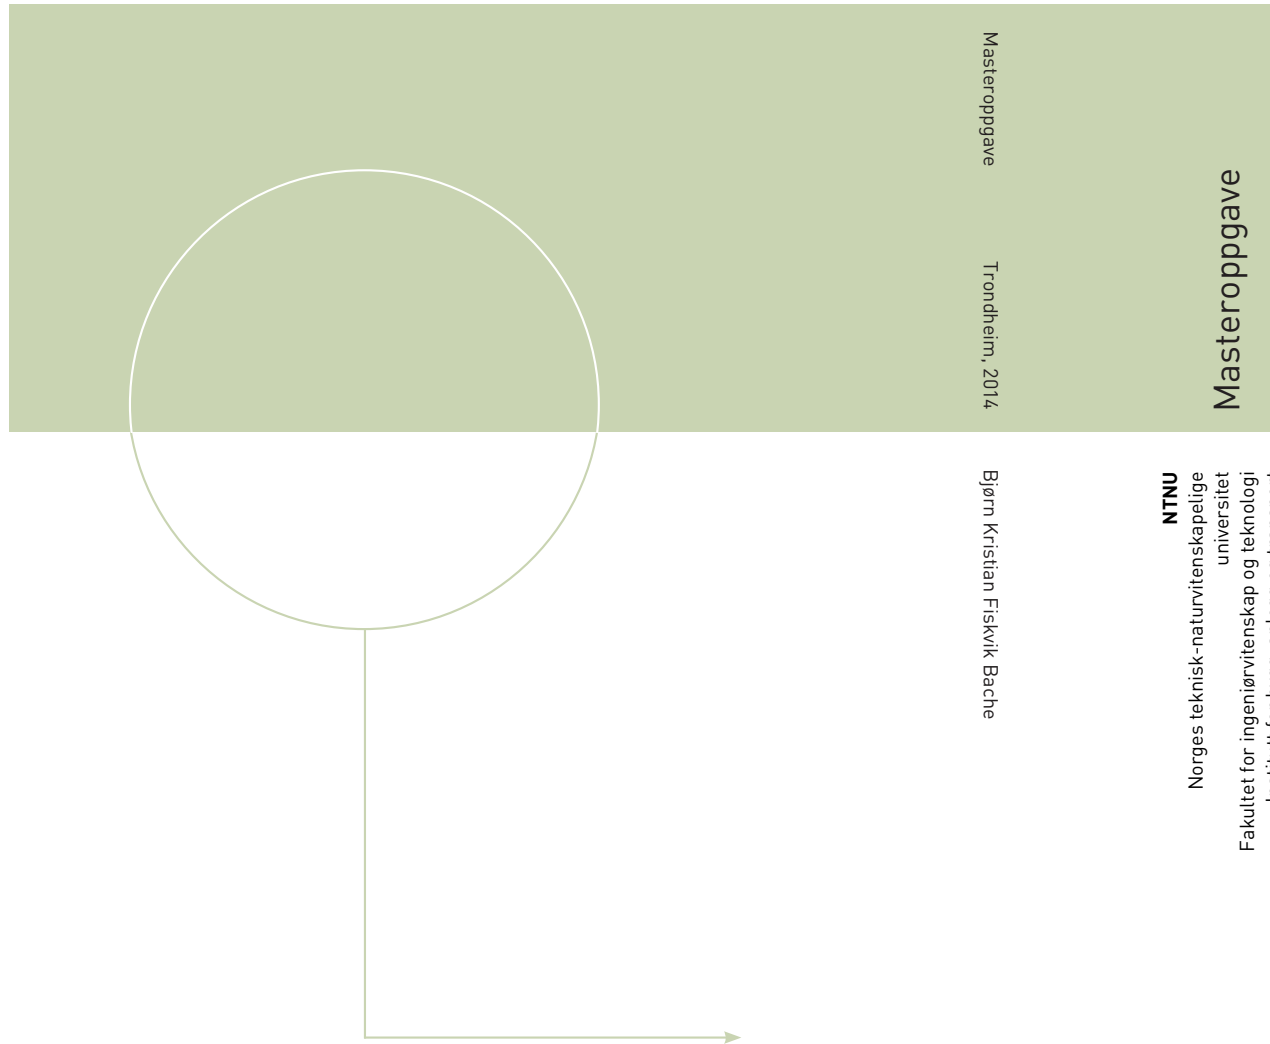 Masteroppgave Trondheim, 2014 Bjørn Kristian Fiskvik Bache
Masteroppgave
NTNU
Norges teknisk-naturvitenskapelige
universitet
Fakultet for ingeniørvitenskap og teknologi